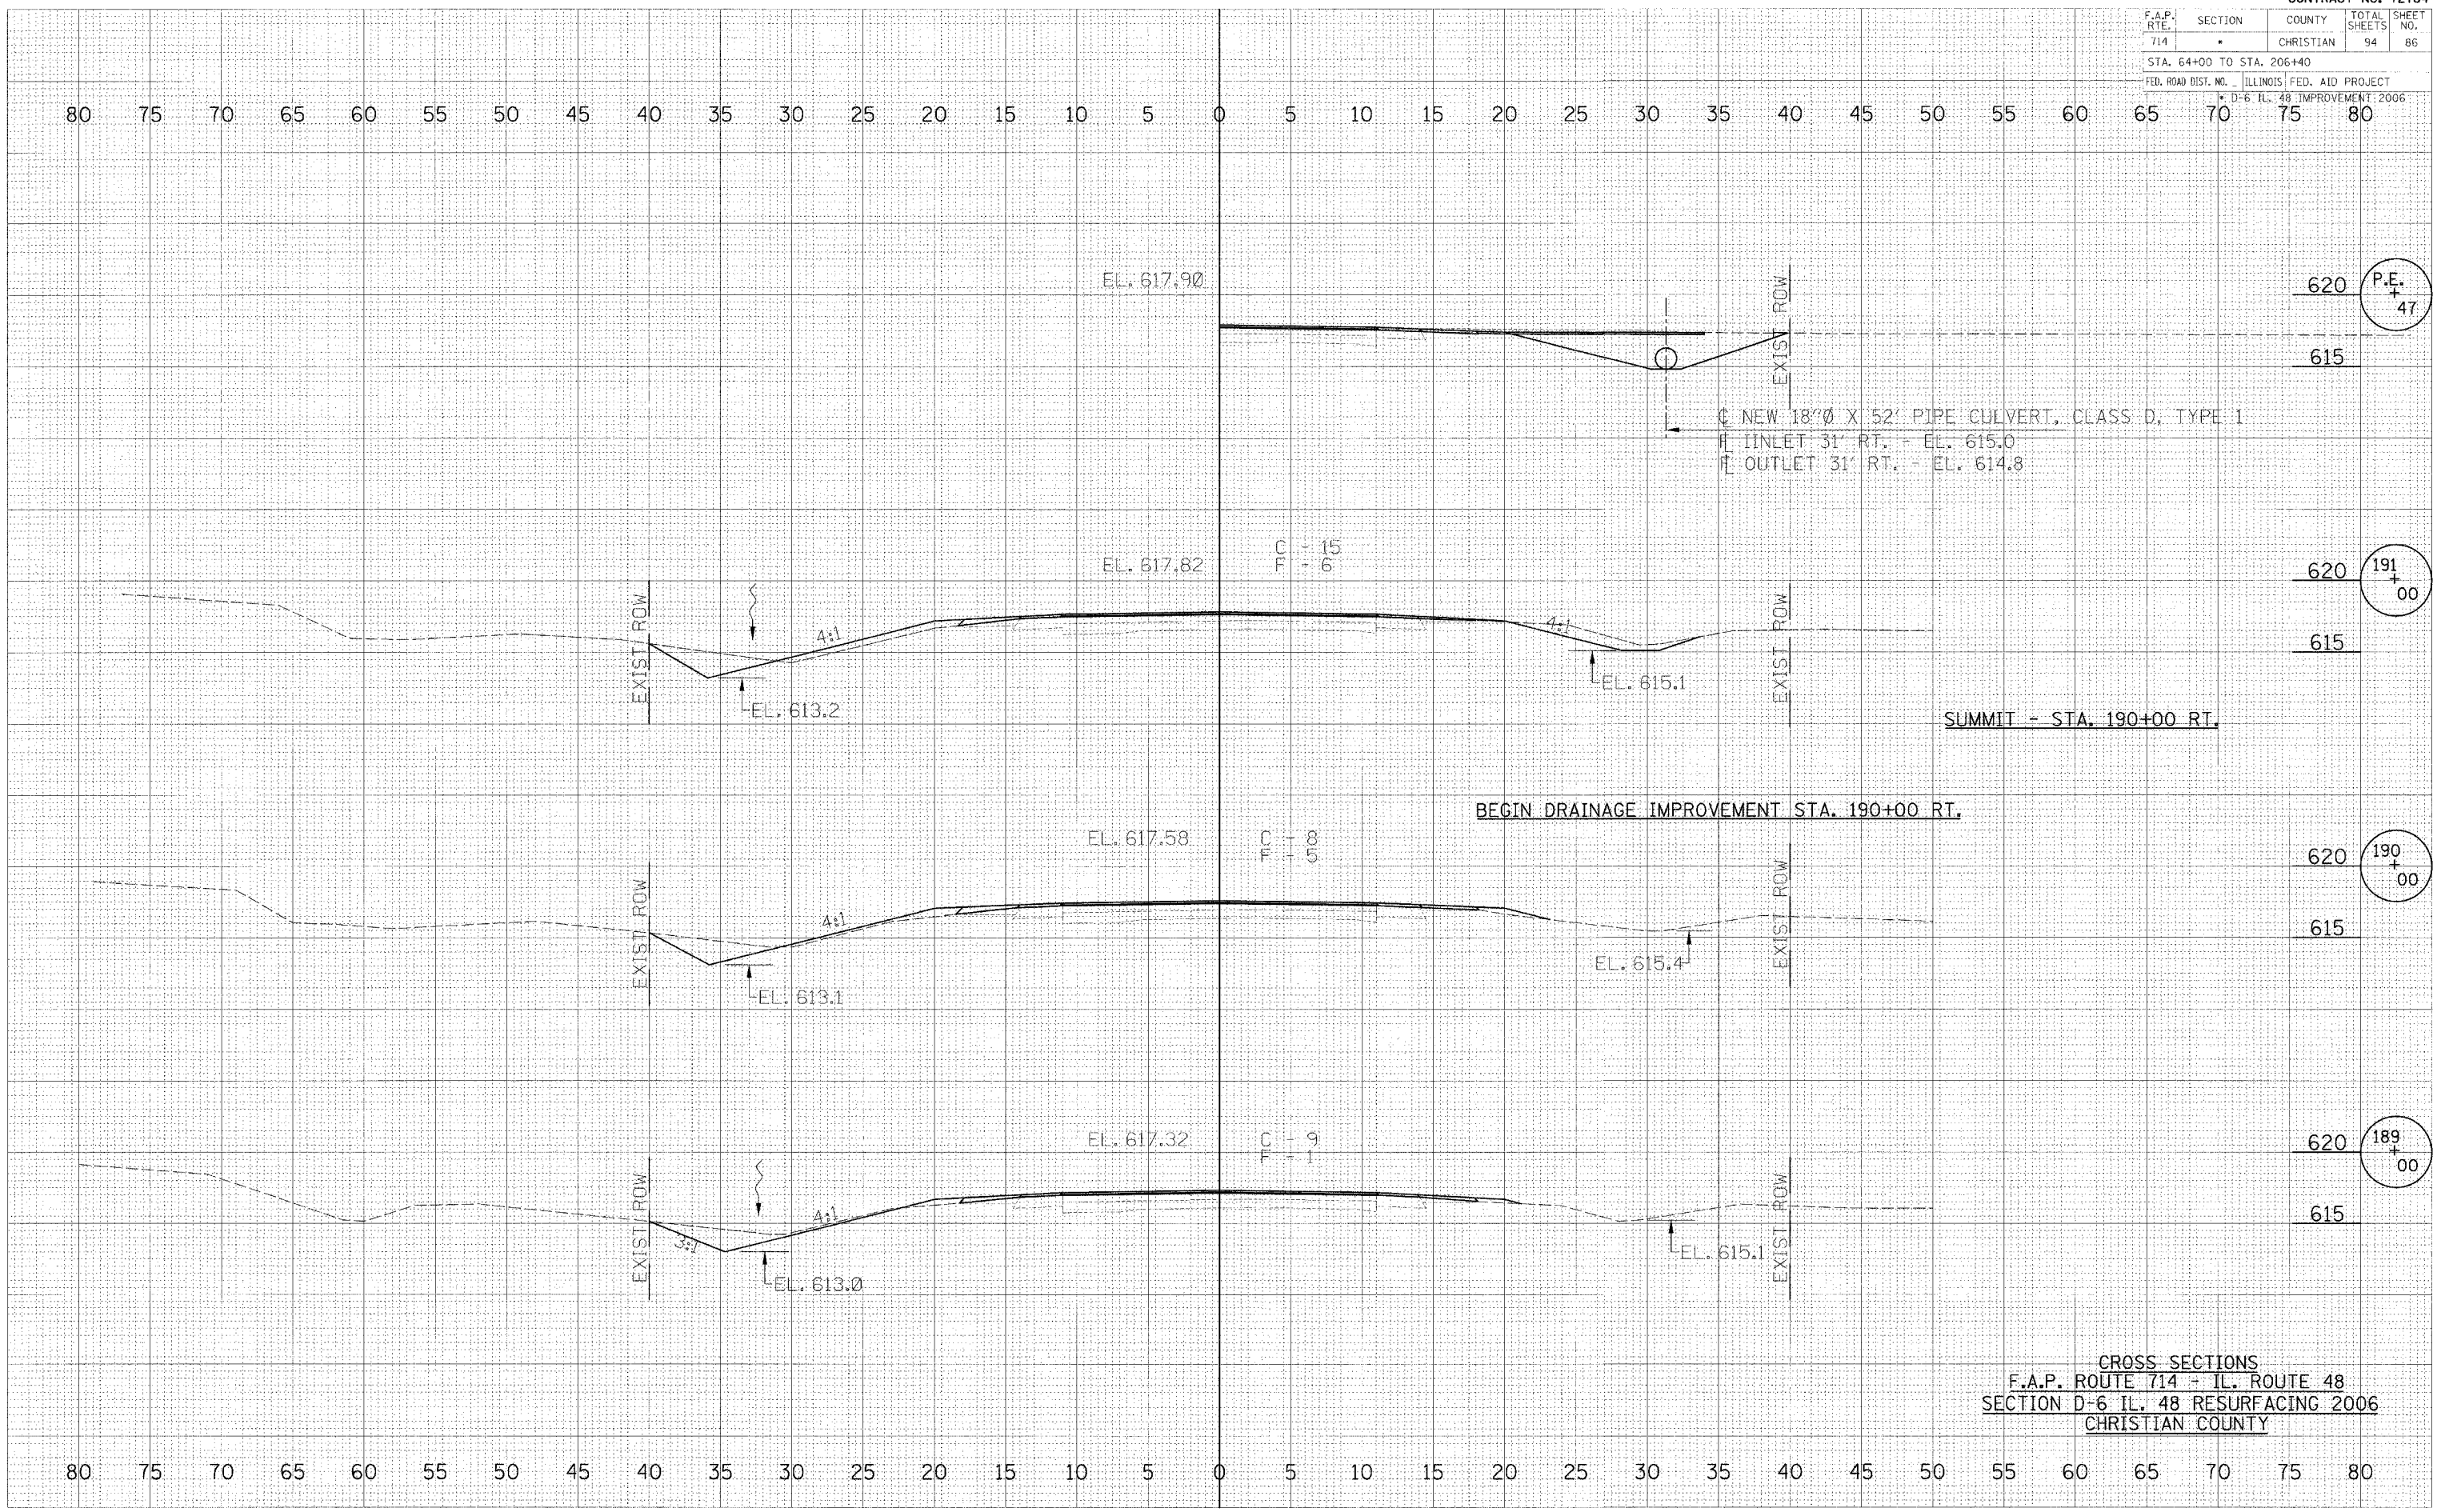 F.A.P. RTE. SECTION COUNTY TOTAL SHEETS SHEET NO.
714 * CHRISTIAN 94 86
STA. 64+00 TO STA. 206+40
FED. ROAD DIST. NO. _ ILLINOIS FED. AID PROJECT
* D-6 IL. 48 IMPROVEMENT 2006
80 75 70 65 60 55 50 45 40 35 30 25 20 15 10 5 0 5 10 15 20 25 30 35 40 45 50 55 60 65 70 75 80
EL. 617.90
EXIST ROW
620
P.E. + 47
615
℄ NEW 18"Ø X 52' PIPE CULVERT, CLASS D, TYPE 1
FL IINLET 31' RT. - EL. 615.0
FL OUTLET 31' RT. - EL. 614.8
EL. 617.82
C - 15
F - 6
620
191 + 00
EXIST ROW
4:1
4:1
EXIST ROW
615
EL. 613.2
EL. 615.1
SUMMIT - STA. 190+00 RT.
BEGIN DRAINAGE IMPROVEMENT STA. 190+00 RT.
EL. 617.58
C - 8
F - 5
620
190 + 00
EXIST ROW
4:1
EXIST ROW
615
EL. 613.1
EL. 615.4
EL. 617.32
C - 9
F - 1
620
189 + 00
EXIST ROW
3:1
4:1
EXIST ROW
615
EL. 613.0
EL. 615.1
CROSS SECTIONS
F.A.P. ROUTE 714 - IL. ROUTE 48
SECTION D-6 IL. 48 RESURFACING 2006
CHRISTIAN COUNTY
80 75 70 65 60 55 50 45 40 35 30 25 20 15 10 5 0 5 10 15 20 25 30 35 40 45 50 55 60 65 70 75 80